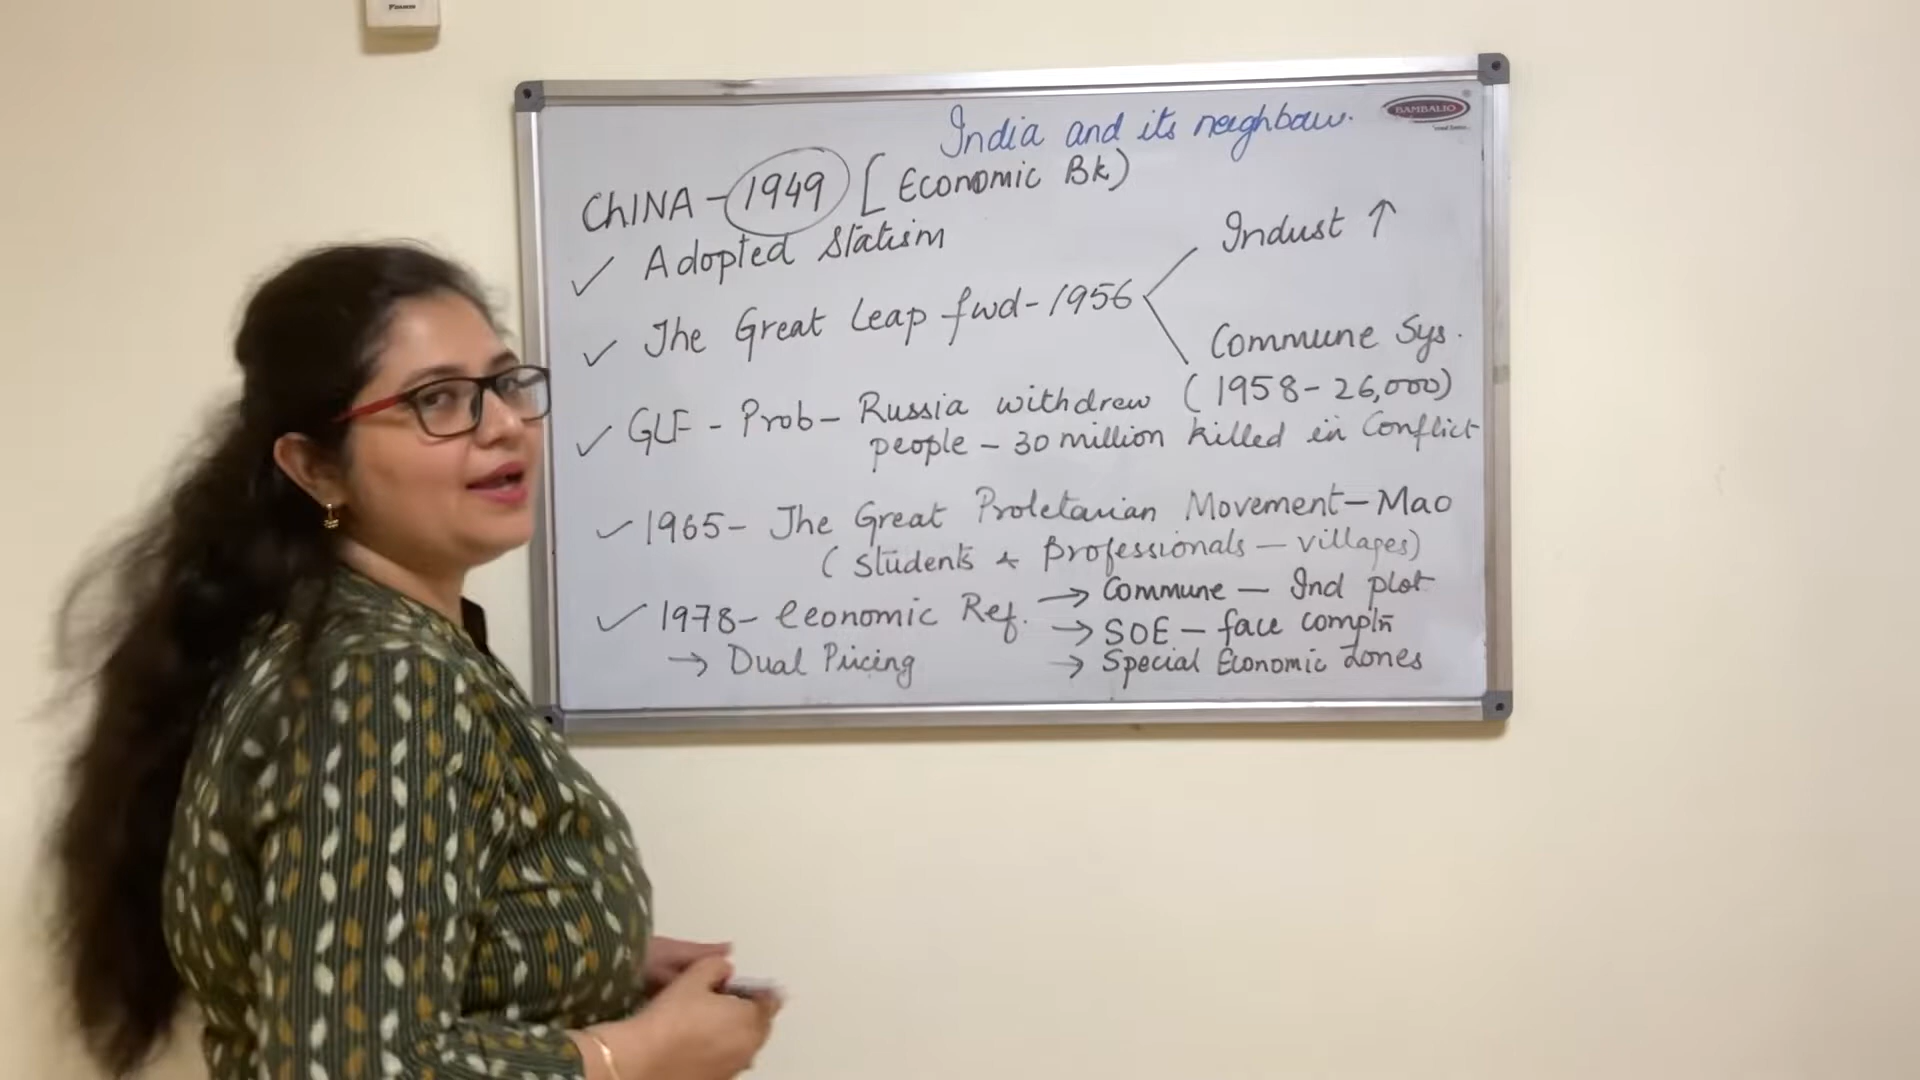 India and its neighbour.
BAMBALIO
CHINA - 1949 [Economic Bk)
✓ Adopted Statism
✓ The Great Leap fwd - 1956
Indust ↑
Commune Sys.
(1958 - 26,000)
✓ GLF - Prob - Russia withdrew
people - 30 million killed in Conflict
✓ 1965 - The Great Proletarian Movement - Mao
(students & professionals - villages)
✓ 1978 - Economic Ref. → Commune - Ind plot
→ SOE - face compln
→ Dual Pricing → Special Economic Zones